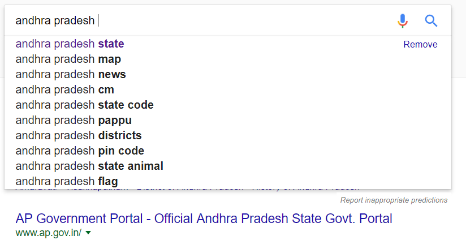 andhra pradesh
andhra pradesh state Remove
andhra pradesh map
andhra pradesh news
andhra pradesh cm
andhra pradesh state code
andhra pradesh pappu
andhra pradesh districts
andhra pradesh pin code
andhra pradesh state animal
andhra pradesh flag
Report inappropriate predictions
AP Government Portal - Official Andhra Pradesh State Govt. Portal
www.ap.gov.in/